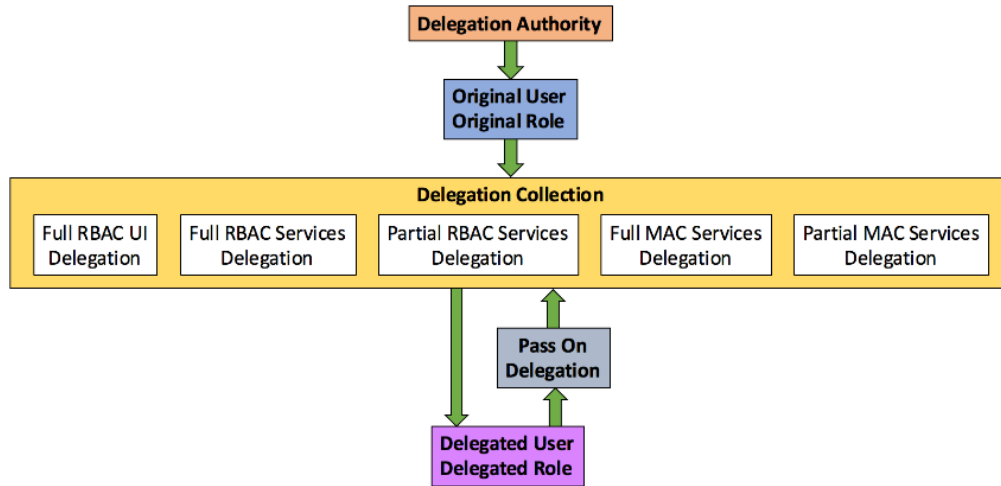 Delegation Authority
Original User
Original Role
Delegation Collection
Full RBAC UI
Delegation
Full RBAC Services
Delegation
Partial RBAC Services
Delegation
Full MAC Services
Delegation
Partial MAC Services
Delegation
Pass On
Delegation
Delegated User
Delegated Role